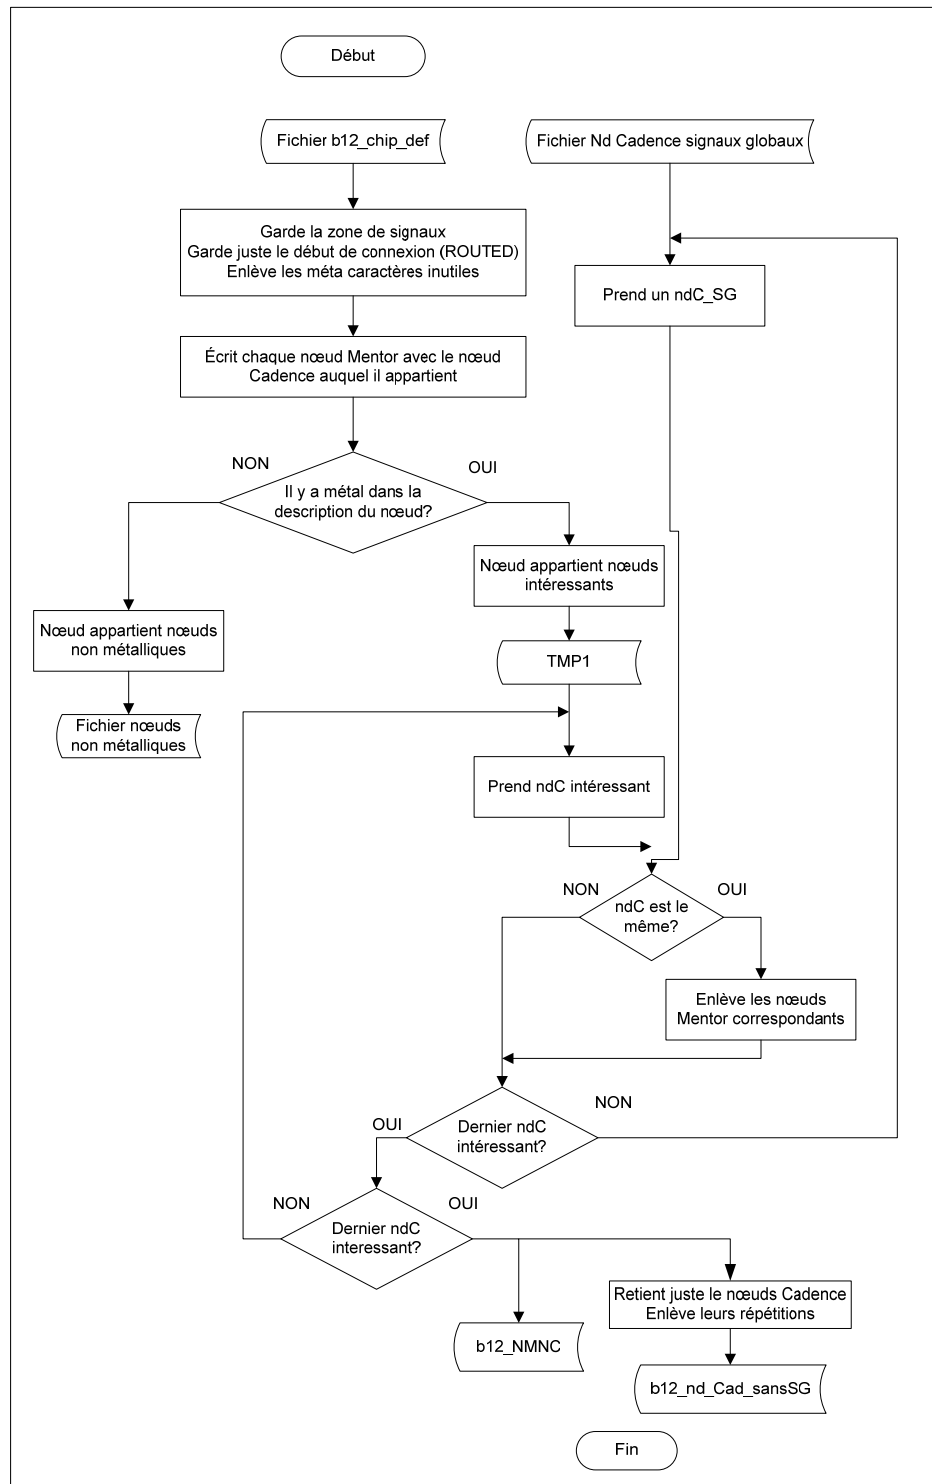 Début
Fichier b12_chip_def
Fichier Nd Cadence signaux globaux
Garde la zone de signaux
Garde juste le début de connexion (ROUTED)
Enlève les méta caractères inutiles
Prend un ndC_SG
Écrit chaque nœud Mentor avec le nœud
Cadence auquel il appartient
NON
OUI
Il y a métal dans la
description du nœud?
Nœud appartient nœuds
intéressants
Nœud appartient nœuds
non métalliques
TMP1
Fichier nœuds
non métalliques
Prend ndC intéressant
NON
OUI
ndC est le
même?
Enlève les nœuds
Mentor correspondants
OUI
NON
Dernier ndC
intéressant?
NON
OUI
Dernier ndC
interessant?
Retient juste le nœuds Cadence
Enlève leurs répétitions
b12_NMNC
b12_nd_Cad_sansSG
Fin